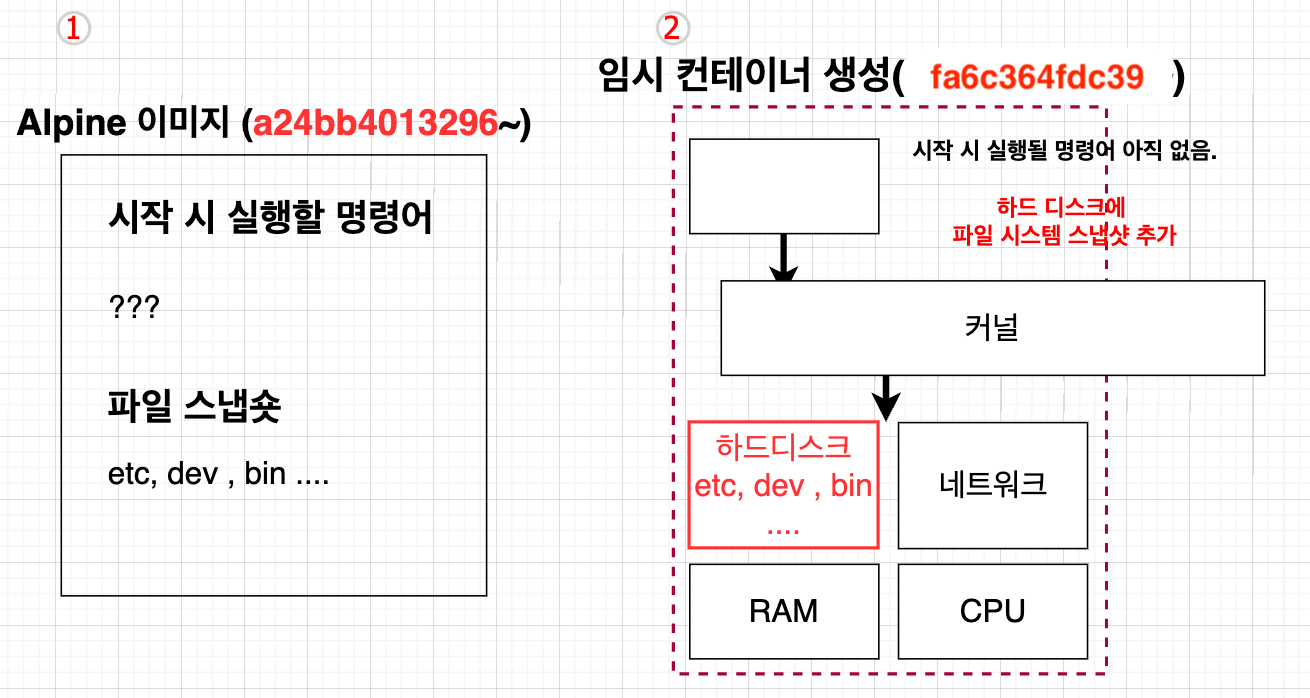 ①
Alpine 이미지 (a24bb4013296~)
시작 시 실행할 명령어
???
파일 스냅숏
etc, dev , bin ....
②
임시 컨테이너 생성( fa6c364fdc39 )
시작 시 실행될 명령어 아직 없음.
하드 디스크에
파일 시스템 스냅샷 추가
커널
하드디스크
etc, dev , bin
....
네트워크
RAM
CPU